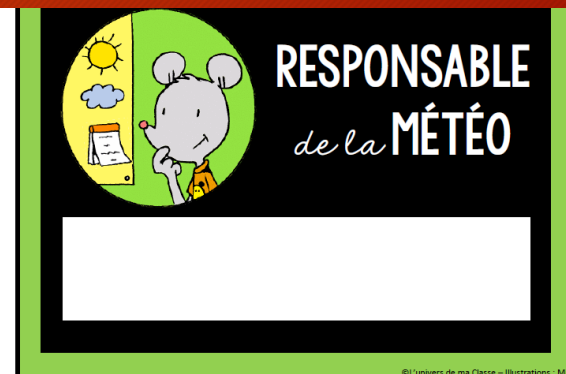 RESPONSABLE
de la MÉTÉO
©L'univers de ma Classe – Illustrations :